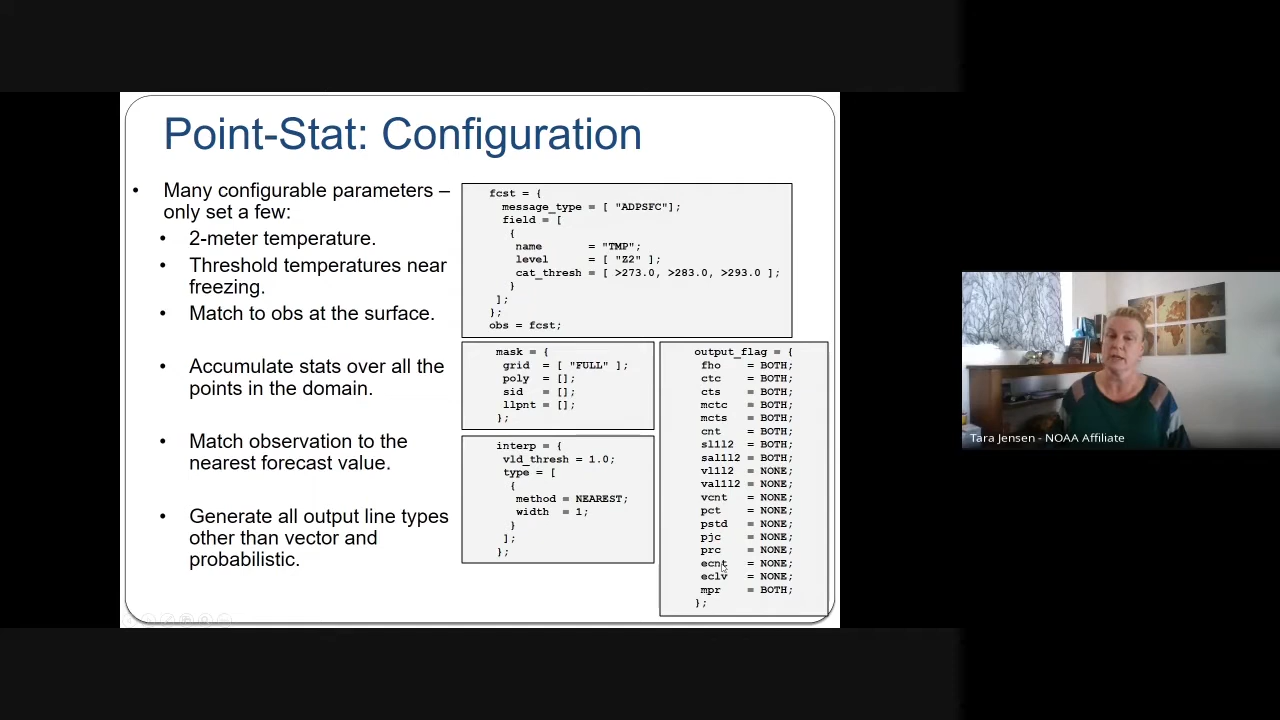 Point-Stat: Configuration
• Many configurable parameters –
only set a few:
• 2-meter temperature.
• Threshold temperatures near
freezing.
• Match to obs at the surface.
• Accumulate stats over all the
points in the domain.
• Match observation to the
nearest forecast value.
• Generate all output line types
other than vector and
probabilistic.
fcst = {
message_type = [ "ADPSFC"];
field = [
{
name = "TMP";
level = [ "Z2" ];
cat_thresh = [ >273.0, >283.0, >293.0 ];
}
];
};
obs = fcst;
mask = {
grid = [ "FULL" ];
poly = [];
sid = [];
llpnt = [];
};
interp = {
vld_thresh = 1.0;
type = [
{
method = NEAREST;
width = 1;
}
];
};
output_flag = {
fho = BOTH;
ctc = BOTH;
cts = BOTH;
mctc = BOTH;
mcts = BOTH;
cnt = BOTH;
sl1l2 = BOTH;
sal1l2 = BOTH;
vl1l2 = NONE;
val1l2 = NONE;
vcnt = NONE;
pct = NONE;
pstd = NONE;
pjc = NONE;
prc = NONE;
ecnt = NONE;
eclv = NONE;
mpr = BOTH;
};
Tara Jensen - NOAA Affiliate